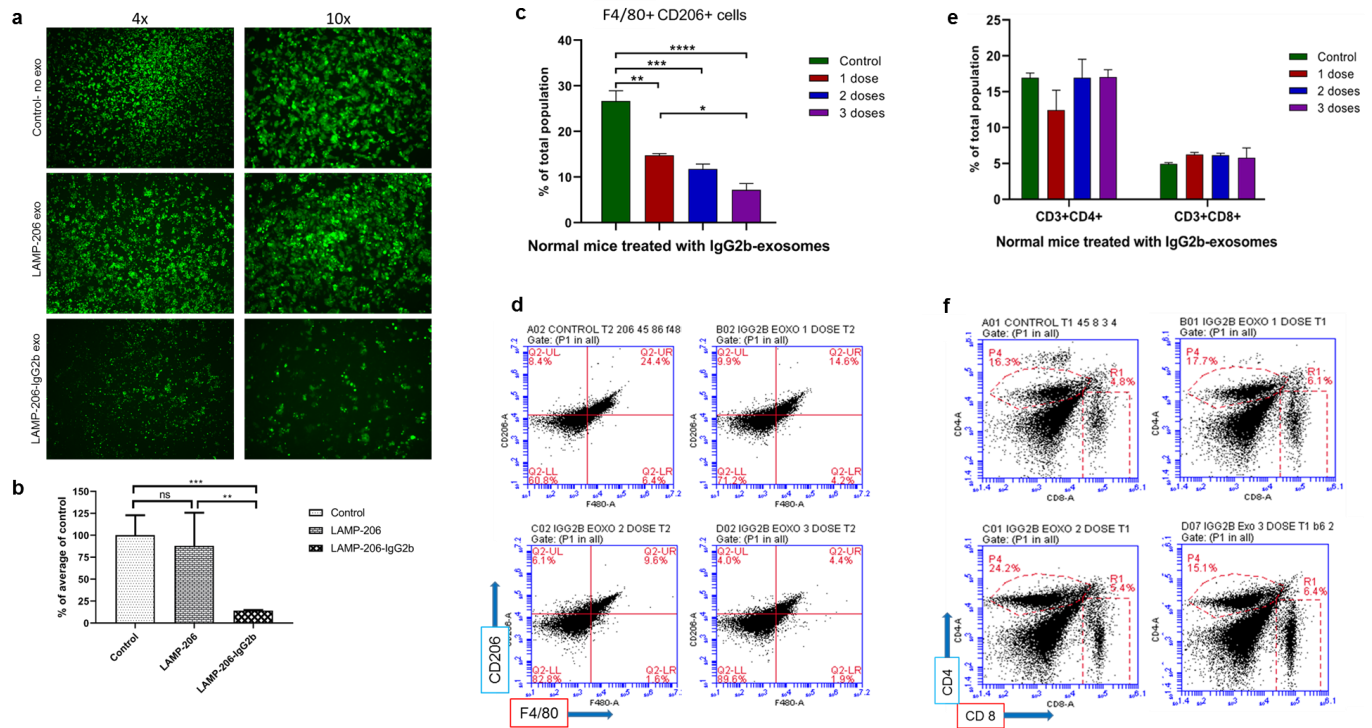 a
4x
10x
Control- no exo
LAMP-206 exo
LAMP-206-IgG2b exo
b
***
ns
**
% of average of control
125
100
75
50
25
0
Control
LAMP-206
LAMP-206-IgG2b
Control
LAMP-206
LAMP-206-IgG2b
c
F4/80+ CD206+ cells
% of total population
40
30
20
10
0
****
***
**
*
Control
1 dose
2 doses
3 doses
Normal mice treated with IgG2b-exosomes
d
A02 CONTROL T2 206 45 86 f48
Gate: (P1 in all)
Q2-UL
8.4%
Q2-UR
24.4%
Q2-LL
60.8%
Q2-LR
6.4%
CD206-A
F480-A
B02 IGG2B EOXO 1 DOSE T2
Gate: (P1 in all)
Q2-UL
9.9%
Q2-UR
14.6%
Q2-LL
71.2%
Q2-LR
4.2%
CD206-A
F480-A
C02 IGG2B EOXO 2 DOSE T2
Gate: (P1 in all)
Q2-UL
6.1%
Q2-UR
9.6%
Q2-LL
82.8%
Q2-LR
1.6%
CD206-A
F480-A
D02 IGG2B EOXO 3 DOSE T2
Gate: (P1 in all)
Q2-UL
4.0%
Q2-UR
4.4%
Q2-LL
89.6%
Q2-LR
1.9%
CD206-A
F480-A
CD206
F4/80
e
% of total population
25
20
15
10
5
0
CD3+CD4+
CD3+CD8+
Control
1 dose
2 doses
3 doses
Normal mice treated with IgG2b-exosomes
f
A01 CONTROL T1 45 8 3 4
Gate: (P1 in all)
P4
16.3%
R1
4.8%
CD4-A
CD8-A
B01 IGG2B EOXO 1 DOSE T1
Gate: (P1 in all)
P4
17.7%
R1
6.1%
CD4-A
CD8-A
C01 IGG2B EOXO 2 DOSE T1
Gate: (P1 in all)
P4
24.2%
R1
5.4%
CD4-A
CD8-A
D07 IGG2B Exo 3 DOSE T1 b6 2
Gate: (P1 in all)
P4
15.1%
R1
6.4%
CD4-A
CD8-A
CD4
CD 8